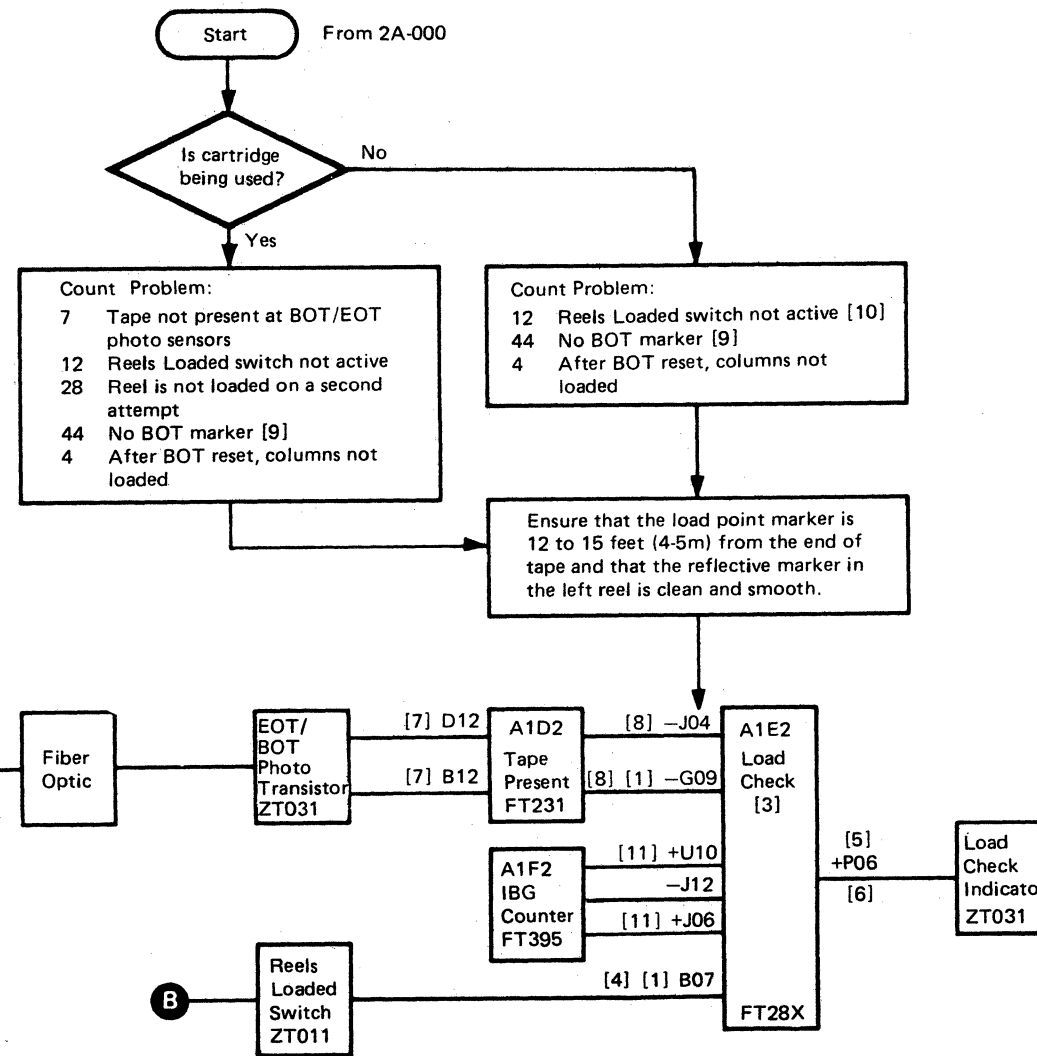 Start
From 2A-000
Is cartridge
being used?
No
Yes
Count Problem:
7 Tape not present at BOT/EOT
photo sensors
12 Reels Loaded switch not active
28 Reel is not loaded on a second
attempt
44 No BOT marker [9]
4 After BOT reset, columns not
loaded
Count Problem:
12 Reels Loaded switch not active [10]
44 No BOT marker [9]
4 After BOT reset, columns not
loaded
Ensure that the load point marker is
12 to 15 feet (4-5m) from the end of
tape and that the reflective marker in
the left reel is clean and smooth.
Fiber
Optic
EOT/
BOT
Photo
Transistor
ZT031
[7] D12
[7] B12
A1D2
Tape
Present
FT231
[8] −J04
[8] [1] −G09
A1E2
Load
Check
[3]
FT28X
A1F2
IBG
Counter
FT395
[11] +U10
−J12
[11] +J06
B
Reels
Loaded
Switch
ZT011
[4] [1] B07
[5]
+P06
[6]
Load
Check
Indicato
ZT031